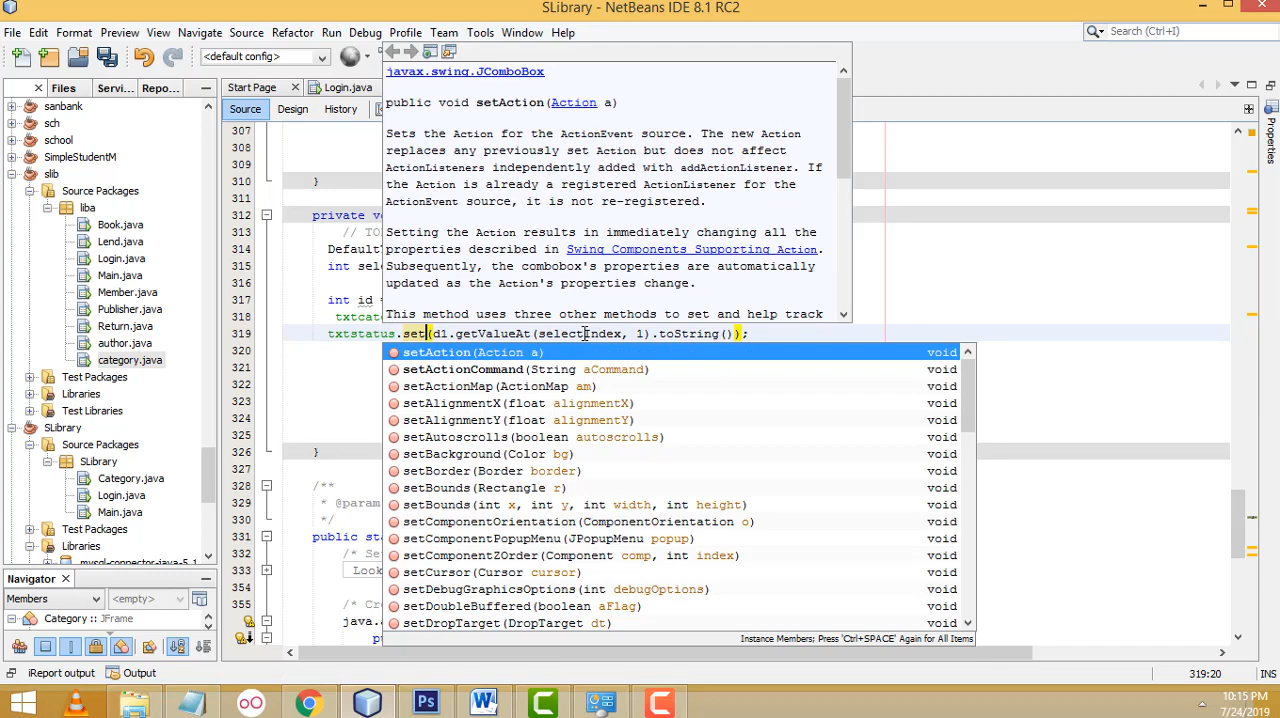 SLibrary - NetBeans IDE 8.1 RC2
File Edit Format Preview View Navigate Source Refactor Run Debug Profile Team Tools Window Help
Search (Ctrl+I)
<default config>
Files Servi... Repo...
Start Page Login.java
Source Design History
sanbank
sch
school
SimpleStudentM
slib
Source Packages
liba
Book.java
Lend.java
Login.java
Main.java
Member.java
Publisher.java
Return.java
author.java
category.java
Test Packages
Libraries
Test Libraries
SLibrary
Source Packages
SLibrary
Category.java
Login.java
Main.java
Test Packages
Libraries
mysql-connector-java-5.1
Navigator
Members <empty>
Category :: JFrame
307
308
309
310 }
311
312 private v
313 // TO
314 Default
315 int sel
316
317 int id =
318 txtcat
319 txtstatus.set(d1.getValueAt(selectIndex, 1).toString());
320
321
322
323
324
325
326 }
327
328 /**
329 * @param
330 */
331 public st
332 /* Se
333 Look
354
355 /* Cr
java.
p
javax.swing.JComboBox
public void setAction(Action a)
Sets the Action for the ActionEvent source. The new Action
replaces any previously set Action but does not affect
ActionListeners independently added with addActionListener. If
the Action is already a registered ActionListener for the
ActionEvent source, it is not re-registered.
Setting the Action results in immediately changing all the
properties described in Swing Components Supporting Action.
Subsequently, the combobox's properties are automatically
updated as the Action's properties change.
This method uses three other methods to set and help track
setAction(Action a) void
setActionCommand(String aCommand) void
setActionMap(ActionMap am) void
setAlignmentX(float alignmentX) void
setAlignmentY(float alignmentY) void
setAutoscrolls(boolean autoscrolls) void
setBackground(Color bg) void
setBorder(Border border) void
setBounds(Rectangle r) void
setBounds(int x, int y, int width, int height) void
setComponentOrientation(ComponentOrientation o) void
setComponentPopupMenu(JPopupMenu popup) void
setComponentZOrder(Component comp, int index) void
setCursor(Cursor cursor) void
setDebugGraphicsOptions(int debugOptions) void
setDoubleBuffered(boolean aFlag) void
setDropTarget(DropTarget dt) void
Instance Members; Press 'Ctrl+SPACE' Again for All Items
Properties
iReport output Output
319:20 INS
Ps W
10:15 PM
7/24/2019